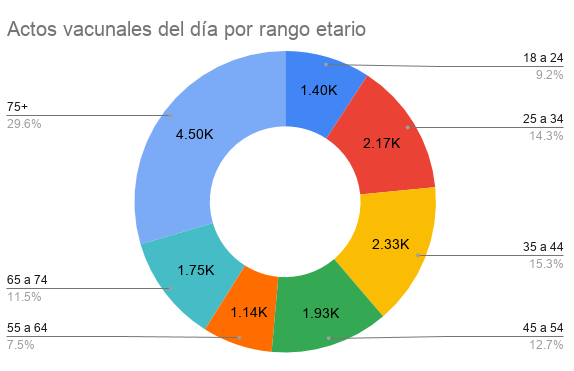 Actos vacunales del día por rango etario
18 a 24
9.2%
1.40K
25 a 34
14.3%
2.17K
35 a 44
15.3%
2.33K
45 a 54
12.7%
1.93K
55 a 64
7.5%
1.14K
65 a 74
11.5%
1.75K
75+
29.6%
4.50K